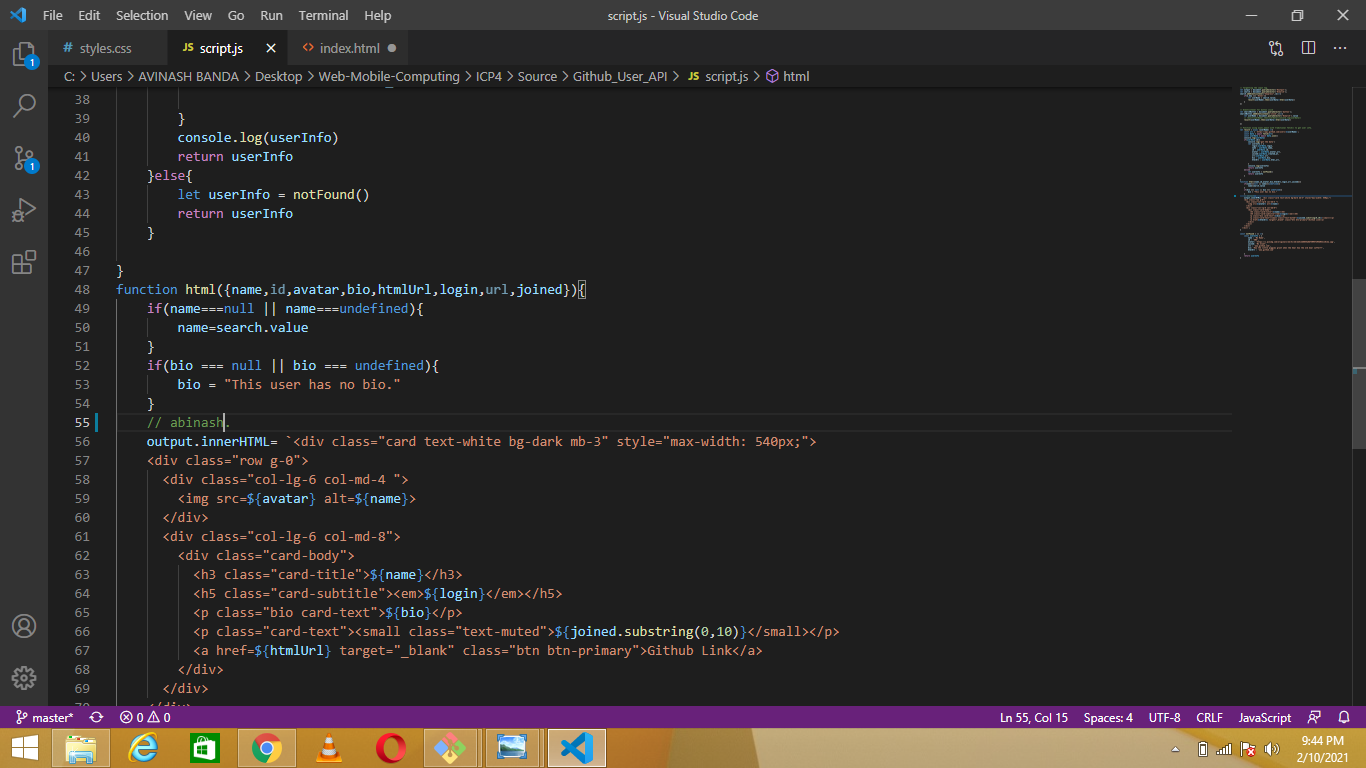 File Edit Selection View Go Run Terminal Help script.js - Visual Studio Code
# styles.css JS script.js <> index.html
C: > Users > AVINASH BANDA > Desktop > Web-Mobile-Computing > ICP4 > Source > Github_User_API > JS script.js > html
38
39 }
40 console.log(userInfo)
41 return userInfo
42 }else{
43 let userInfo = notFound()
44 return userInfo
45 }
46
47 }
48 function html({name,id,avatar,bio,htmlUrl,login,url,joined}){
49 if(name===null || name===undefined){
50 name=search.value
51 }
52 if(bio === null || bio === undefined){
53 bio = "This user has no bio."
54 }
55 // abinash.
56 output.innerHTML= `<div class="card text-white bg-dark mb-3" style="max-width: 540px;">
57 <div class="row g-0">
58 <div class="col-lg-6 col-md-4 ">
59 <img src=${avatar} alt=${name}>
60 </div>
61 <div class="col-lg-6 col-md-8">
62 <div class="card-body">
63 <h3 class="card-title">${name}</h3>
64 <h5 class="card-subtitle"><em>${login}</em></h5>
65 <p class="bio card-text">${bio}</p>
66 <p class="card-text"><small class="text-muted">${joined.substring(0,10)}</small></p>
67 <a href=${htmlUrl} target="_blank" class="btn btn-primary">Github Link</a>
68 </div>
69 </div>
1
1
master* 0 0 Ln 55, Col 15 Spaces: 4 UTF-8 CRLF JavaScript
9:44 PM
2/10/2021